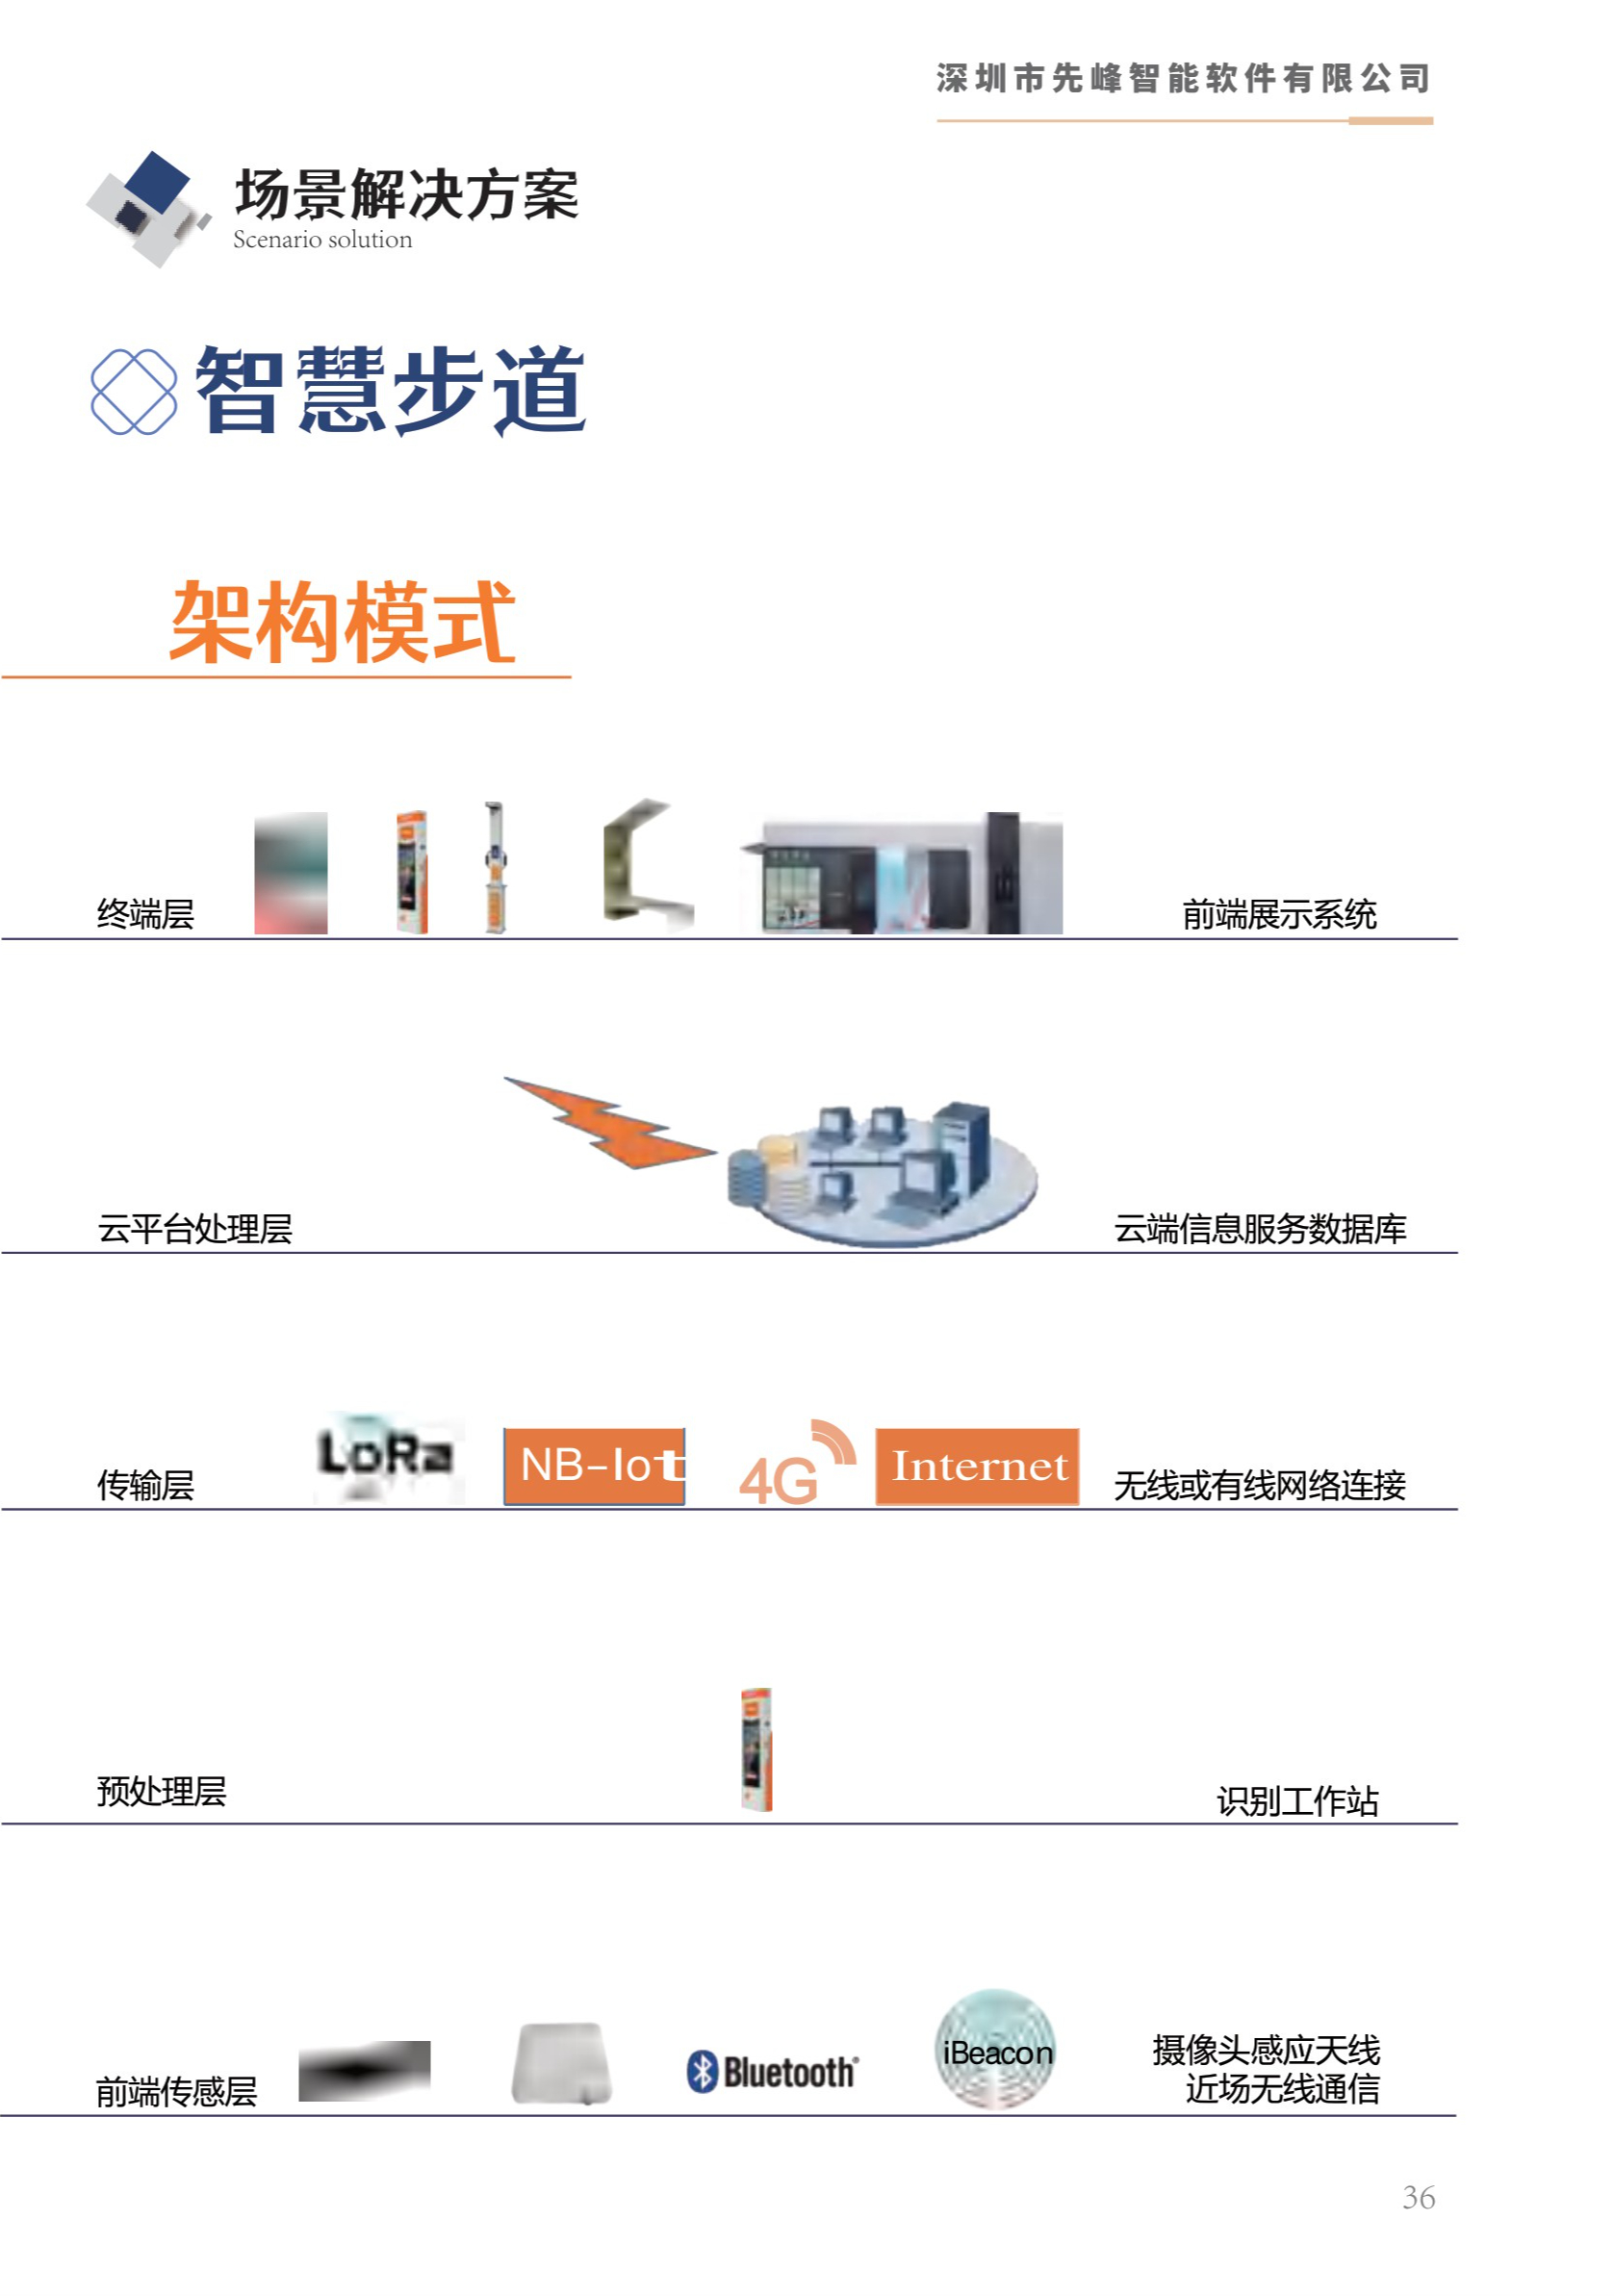 深圳市先峰智能软件有限公司
场景解决方案
Scenario solution
智慧步道
架构模式
终端层
前端展示系统
云平台处理层
云端信息服务数据库
传输层
LoRa
NB-Iot
4G
Internet
无线或有线网络连接
预处理层
识别工作站
前端传感层
Bluetooth®
iBeacon
摄像头感应天线
近场无线通信
36